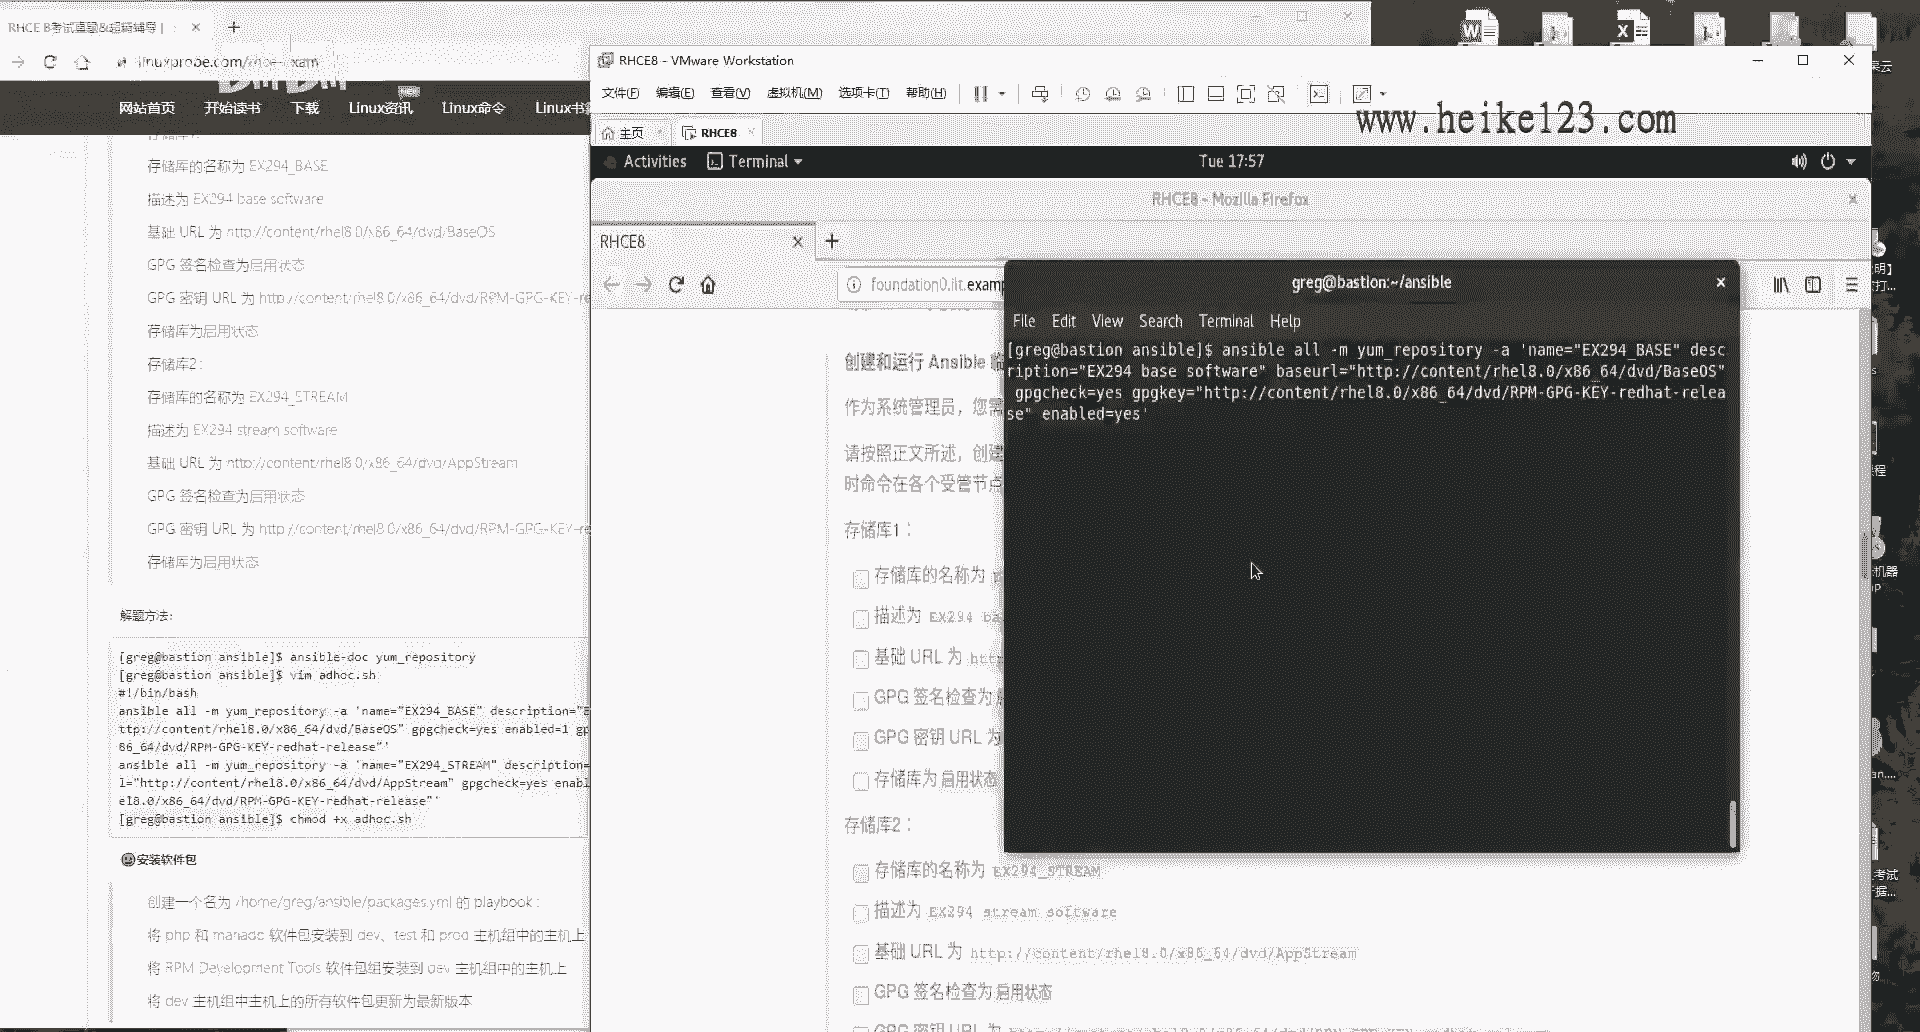 RHCE 8考试真题&超频辅导 |
linuxprobe.com/rhce-exam
网站首页
开始读书
下载
Linux资讯
Linux命令
存储库的名称为 EX294_BASE
描述为 EX294 base software
基础 URL 为 http://content/rhel8.0/x86_64/dvd/BaseOS
GPG 签名检查为启用状态
GPG 密钥 URL 为 http://content/rhel8.0/x86_64/dvd/RPM-GPG-KEY-re
存储库为启用状态
存储库2:
存储库的名称为 EX294_STREAM
描述为 EX294 stream software
基础 URL 为 http://content/rhel8.0/x86_64/dvd/AppStream
GPG 签名检查为启用状态
GPG 密钥 URL 为 http://content/rhel8.0/x86_64/dvd/RPM-GPG-KEY-re
存储库为启用状态
解题方法:
[greg@bastion ansible]$ ansible-doc yum_repository
[greg@bastion ansible]$ vim adhoc.sh
#!/bin/bash
ansible all -m yum_repository -a 'name="EX294_BASE" description="E
ttp://content/rhel8.0/x86_64/dvd/BaseOS" gpgcheck=yes enabled=1 gp
86_64/dvd/RPM-GPG-KEY-redhat-release"'
ansible all -m yum_repository -a 'name="EX294_STREAM" description=
l="http://content/rhel8.0/x86_64/dvd/AppStream" gpgcheck=yes enabl
el8.0/x86_64/dvd/RPM-GPG-KEY-redhat-release"'
[greg@bastion ansible]$ chmod +x adhoc.sh
安装软件包
创建一个名为 /home/greg/ansible/packages.yml 的 playbook :
将 php 和 mariadb 软件包安装到 dev、test 和 prod 主机组中的主机上
将 RPM Development Tools 软件包组安装到 dev 主机组中的主机上
将 dev 主机组中主机上的所有软件包更新为最新版本
RHCE8 - VMware Workstation
文件(F) 编辑(E) 查看(V) 虚拟机(M) 选项卡(T) 帮助(H)
www.heike123.com
主页 RHCE8
Activities Terminal Tue 17:57
RHCE8 - Mozilla Firefox
RHCE8
foundation0.ilt.examp
创建和运行 Ansible 临
作为系统管理员，您需
请按照正文所述，创建
时命令在各个受管节点
存储库1：
存储库的名称为
描述为 EX294 ba
基础 URL 为 http
GPG 签名检查为
GPG 密钥 URL 为
存储库为 启用状态
存储库2：
存储库的名称为 EX294_STREAM
描述为 EX294 stream software
基础 URL 为 http://content/rhel8.0/x86_64/dvd/AppStream
GPG 签名检查为 启用状态
GPG 密钥 URL 为
greg@bastion:~/ansible
File Edit View Search Terminal Help
[greg@bastion ansible]$ ansible all -m yum_repository -a 'name="EX294_BASE" desc
ription="EX294 base software" baseurl="http://content/rhel8.0/x86_64/dvd/BaseOS"
gpgcheck=yes gpgkey="http://content/rhel8.0/x86_64/dvd/RPM-GPG-KEY-redhat-relea
se" enabled=yes'